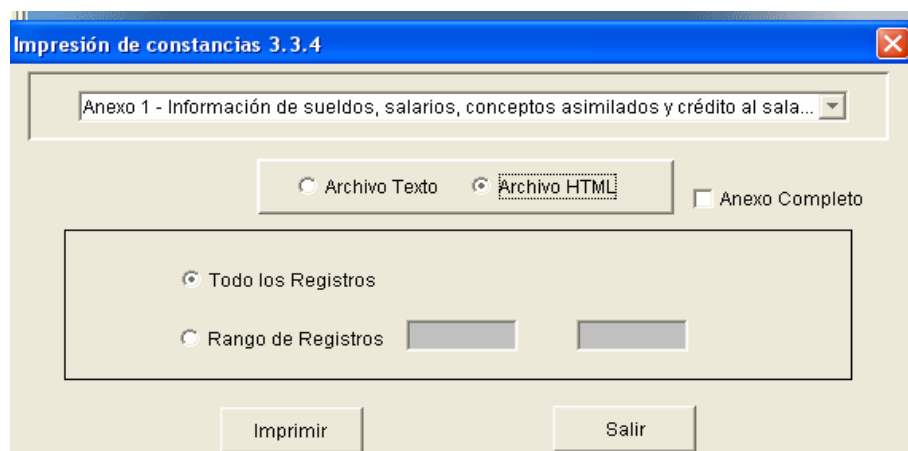 Impresión de constancias 3.3.4
Anexo 1 - Información de sueldos, salarios, conceptos asimilados y crédito al sala...
Archivo Texto Archivo HTML Anexo Completo
Todo los Registros
Rango de Registros
Imprimir Salir